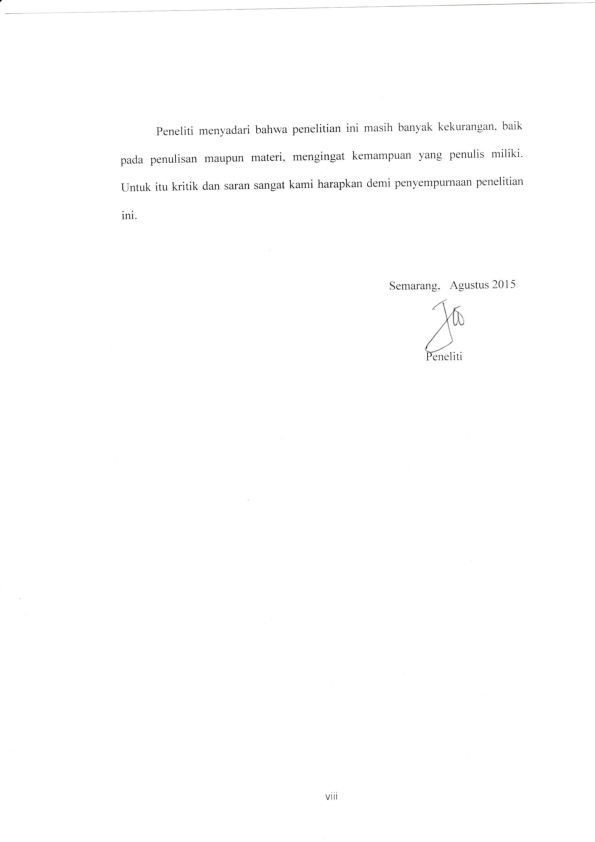 Peneliti menyadari bahwa penelitian ini masih banyak kekurangan, baik
pada penulisan maupun materi, mengingat kemampuan yang penulis miliki.
Untuk itu kritik dan saran sangat kami harapkan demi penyempurnaan penelitian
ini.
Semarang, Agustus 2015
Peneliti
viii